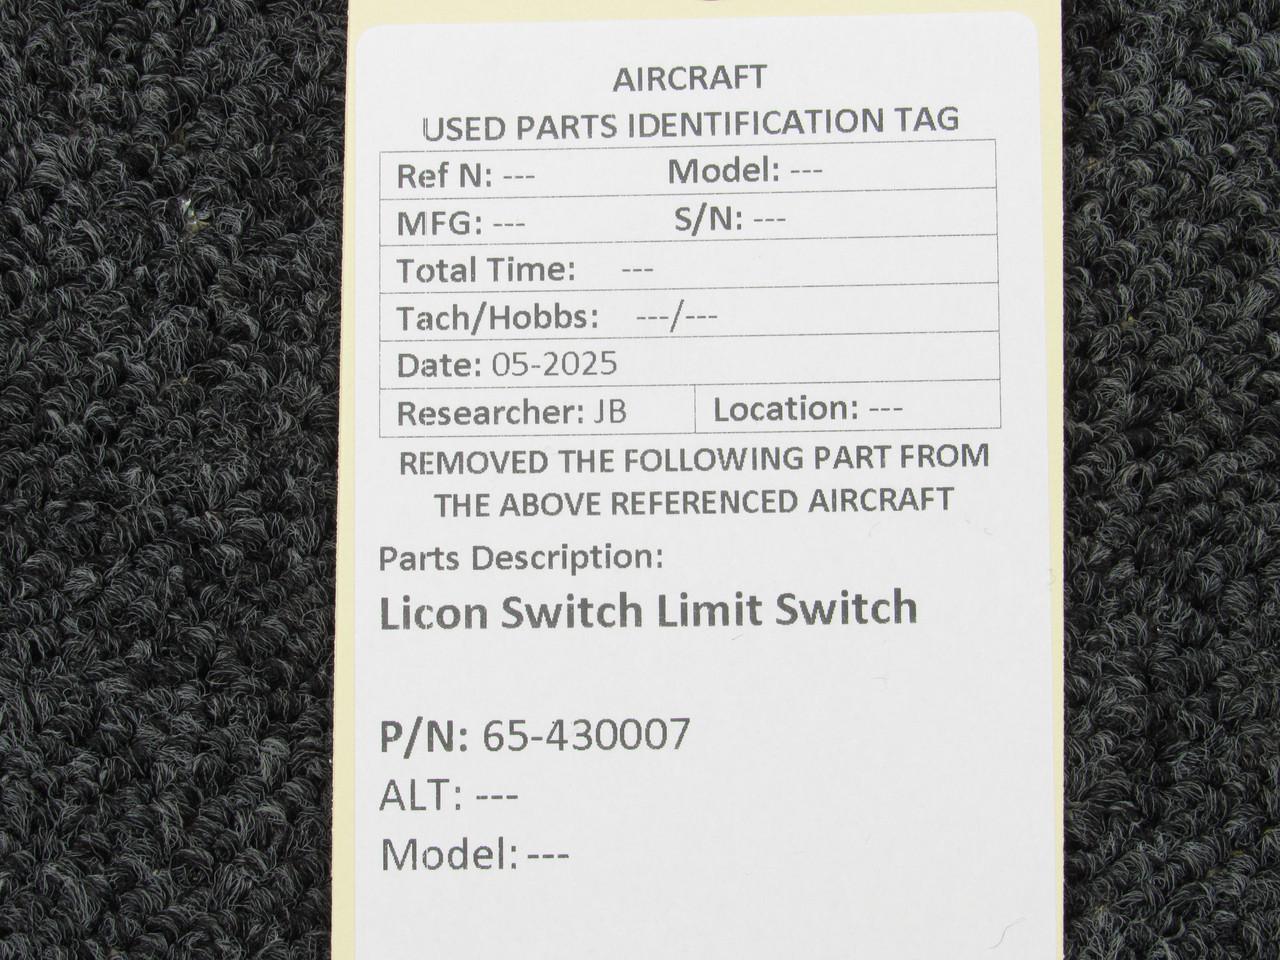 AIRCRAFT
USED PARTS IDENTIFICATION TAG
Ref N: --- Model: ---
MFG: --- S/N: ---
Total Time: ---
Tach/Hobbs: ---/---
Date: 05-2025
Researcher: JB Location: ---
REMOVED THE FOLLOWING PART FROM
THE ABOVE REFERENCED AIRCRAFT
Parts Description:
Licon Switch Limit Switch
P/N: 65-430007
ALT: ---
Model: ---